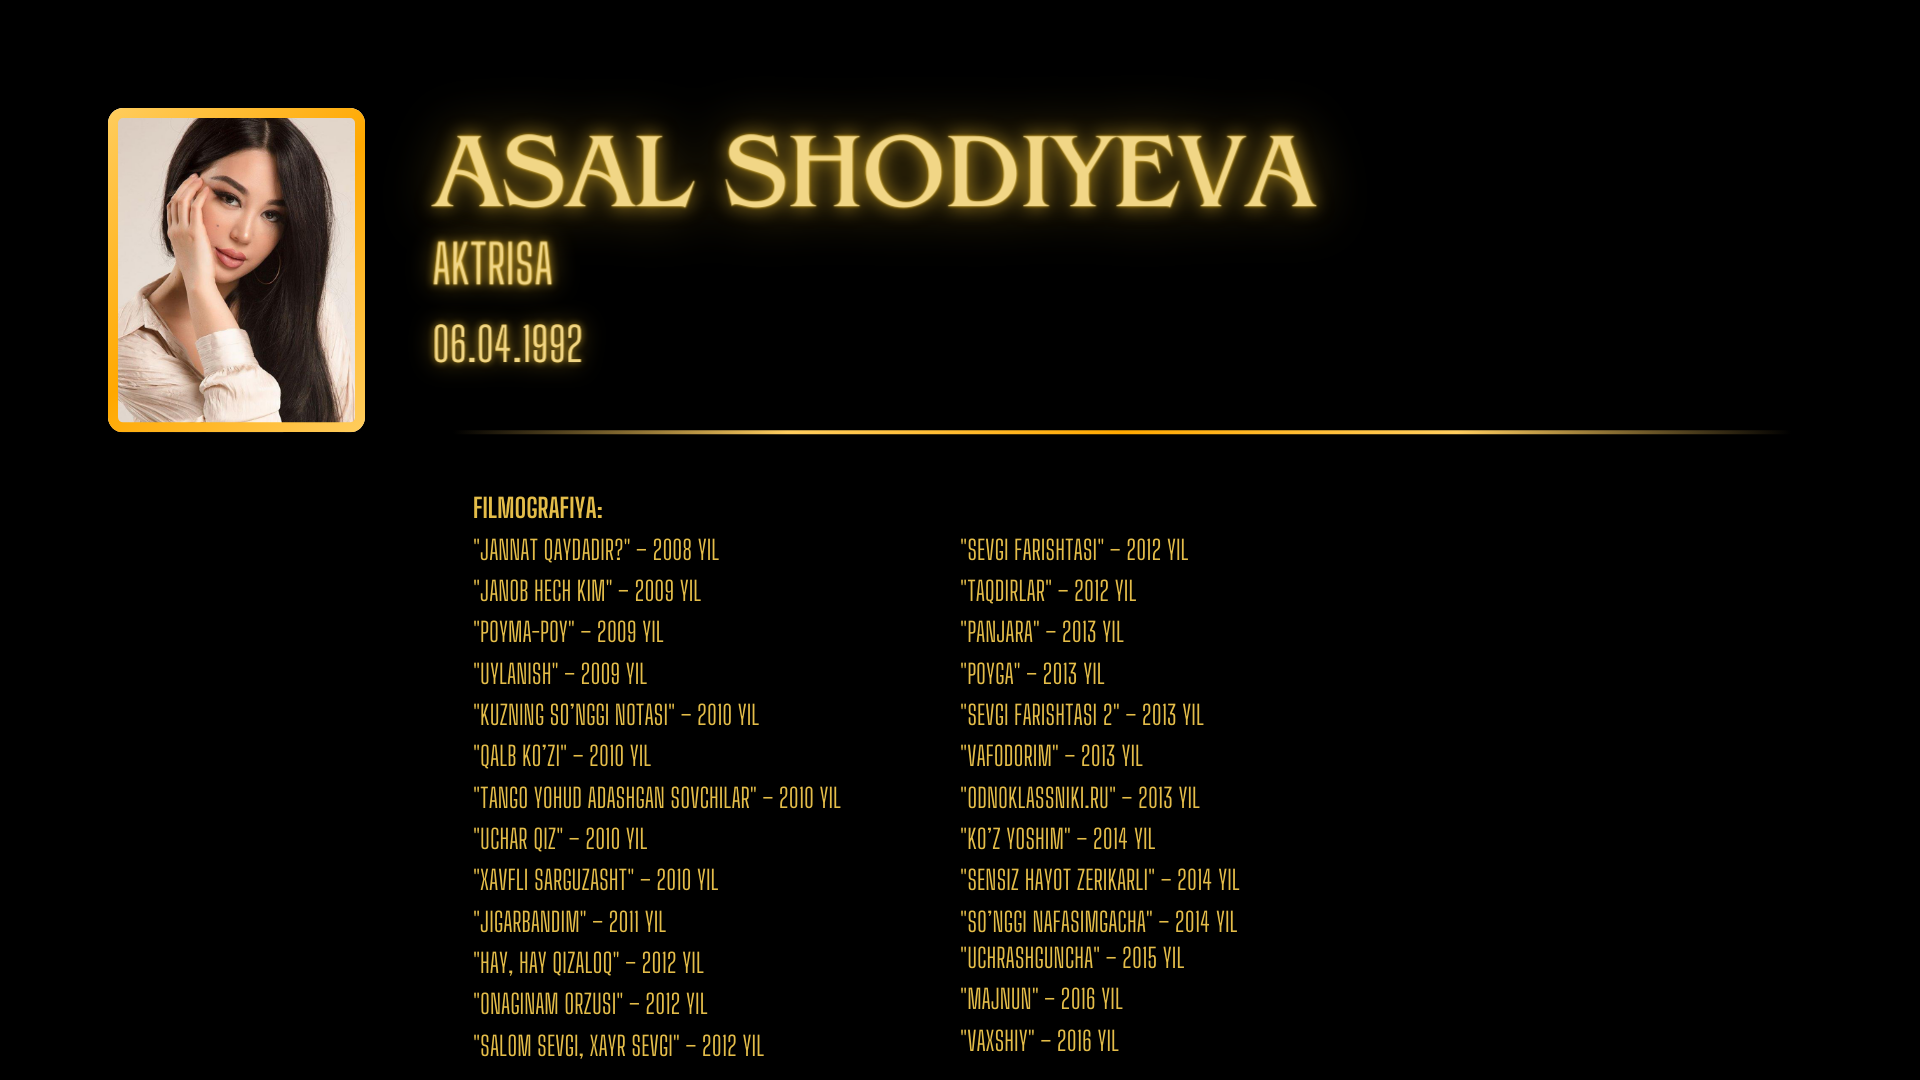 ASAL SHODIYEVA
AKTRISA
06.04.1992
FILMOGRAFIYA:
"JANNAT QAYDADIR?" – 2008 YIL
"JANOB HECH KIM" – 2009 YIL
"POYMA-POY" – 2009 YIL
"UYLANISH" – 2009 YIL
"KUZNING SO’NGGI NOTASI" – 2010 YIL
"QALB KO’ZI" – 2010 YIL
"TANGO YOHUD ADASHGAN SOVCHILAR" – 2010 YIL
"UCHAR QIZ" – 2010 YIL
"XAVFLI SARGUZASHT" – 2010 YIL
"JIGARBANDIM" – 2011 YIL
"HAY, HAY QIZALOQ" – 2012 YIL
"ONAGINAM ORZUSI" – 2012 YIL
"SALOM SEVGI, XAYR SEVGI" – 2012 YIL
"SEVGI FARISHTASI" – 2012 YIL
"TAQDIRLAR" – 2012 YIL
"PANJARA" – 2013 YIL
"POYGA" – 2013 YIL
"SEVGI FARISHTASI 2" – 2013 YIL
"VAFODORIM" – 2013 YIL
"ODNOKLASSNIKI.RU" – 2013 YIL
"KO’Z YOSHIM" – 2014 YIL
"SENSIZ HAYOT ZERIKARLI" – 2014 YIL
"SO’NGGI NAFASIMGACHA" – 2014 YIL
"UCHRASHGUNCHA" – 2015 YIL
"MAJNUN" – 2016 YIL
"VAXSHIY" – 2016 YIL